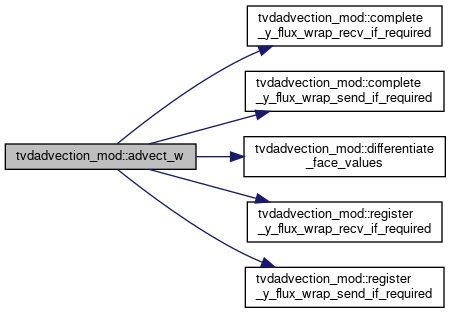 tvdadvection_mod::complete
_y_flux_wrap_recv_if_required
tvdadvection_mod::complete
_y_flux_wrap_send_if_required
tvdadvection_mod::advect_w
tvdadvection_mod::differentiate
_face_values
tvdadvection_mod::register
_y_flux_wrap_recv_if_required
tvdadvection_mod::register
_y_flux_wrap_send_if_required